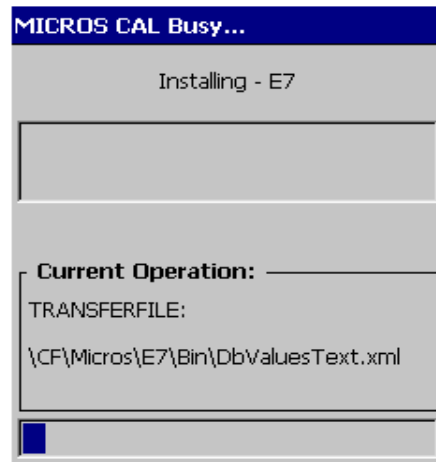 MICROS CAL Busy...
Installing - E7
Current Operation:
TRANSFERFILE:
\CF\Micros\E7\Bin\DbValuesText.xml